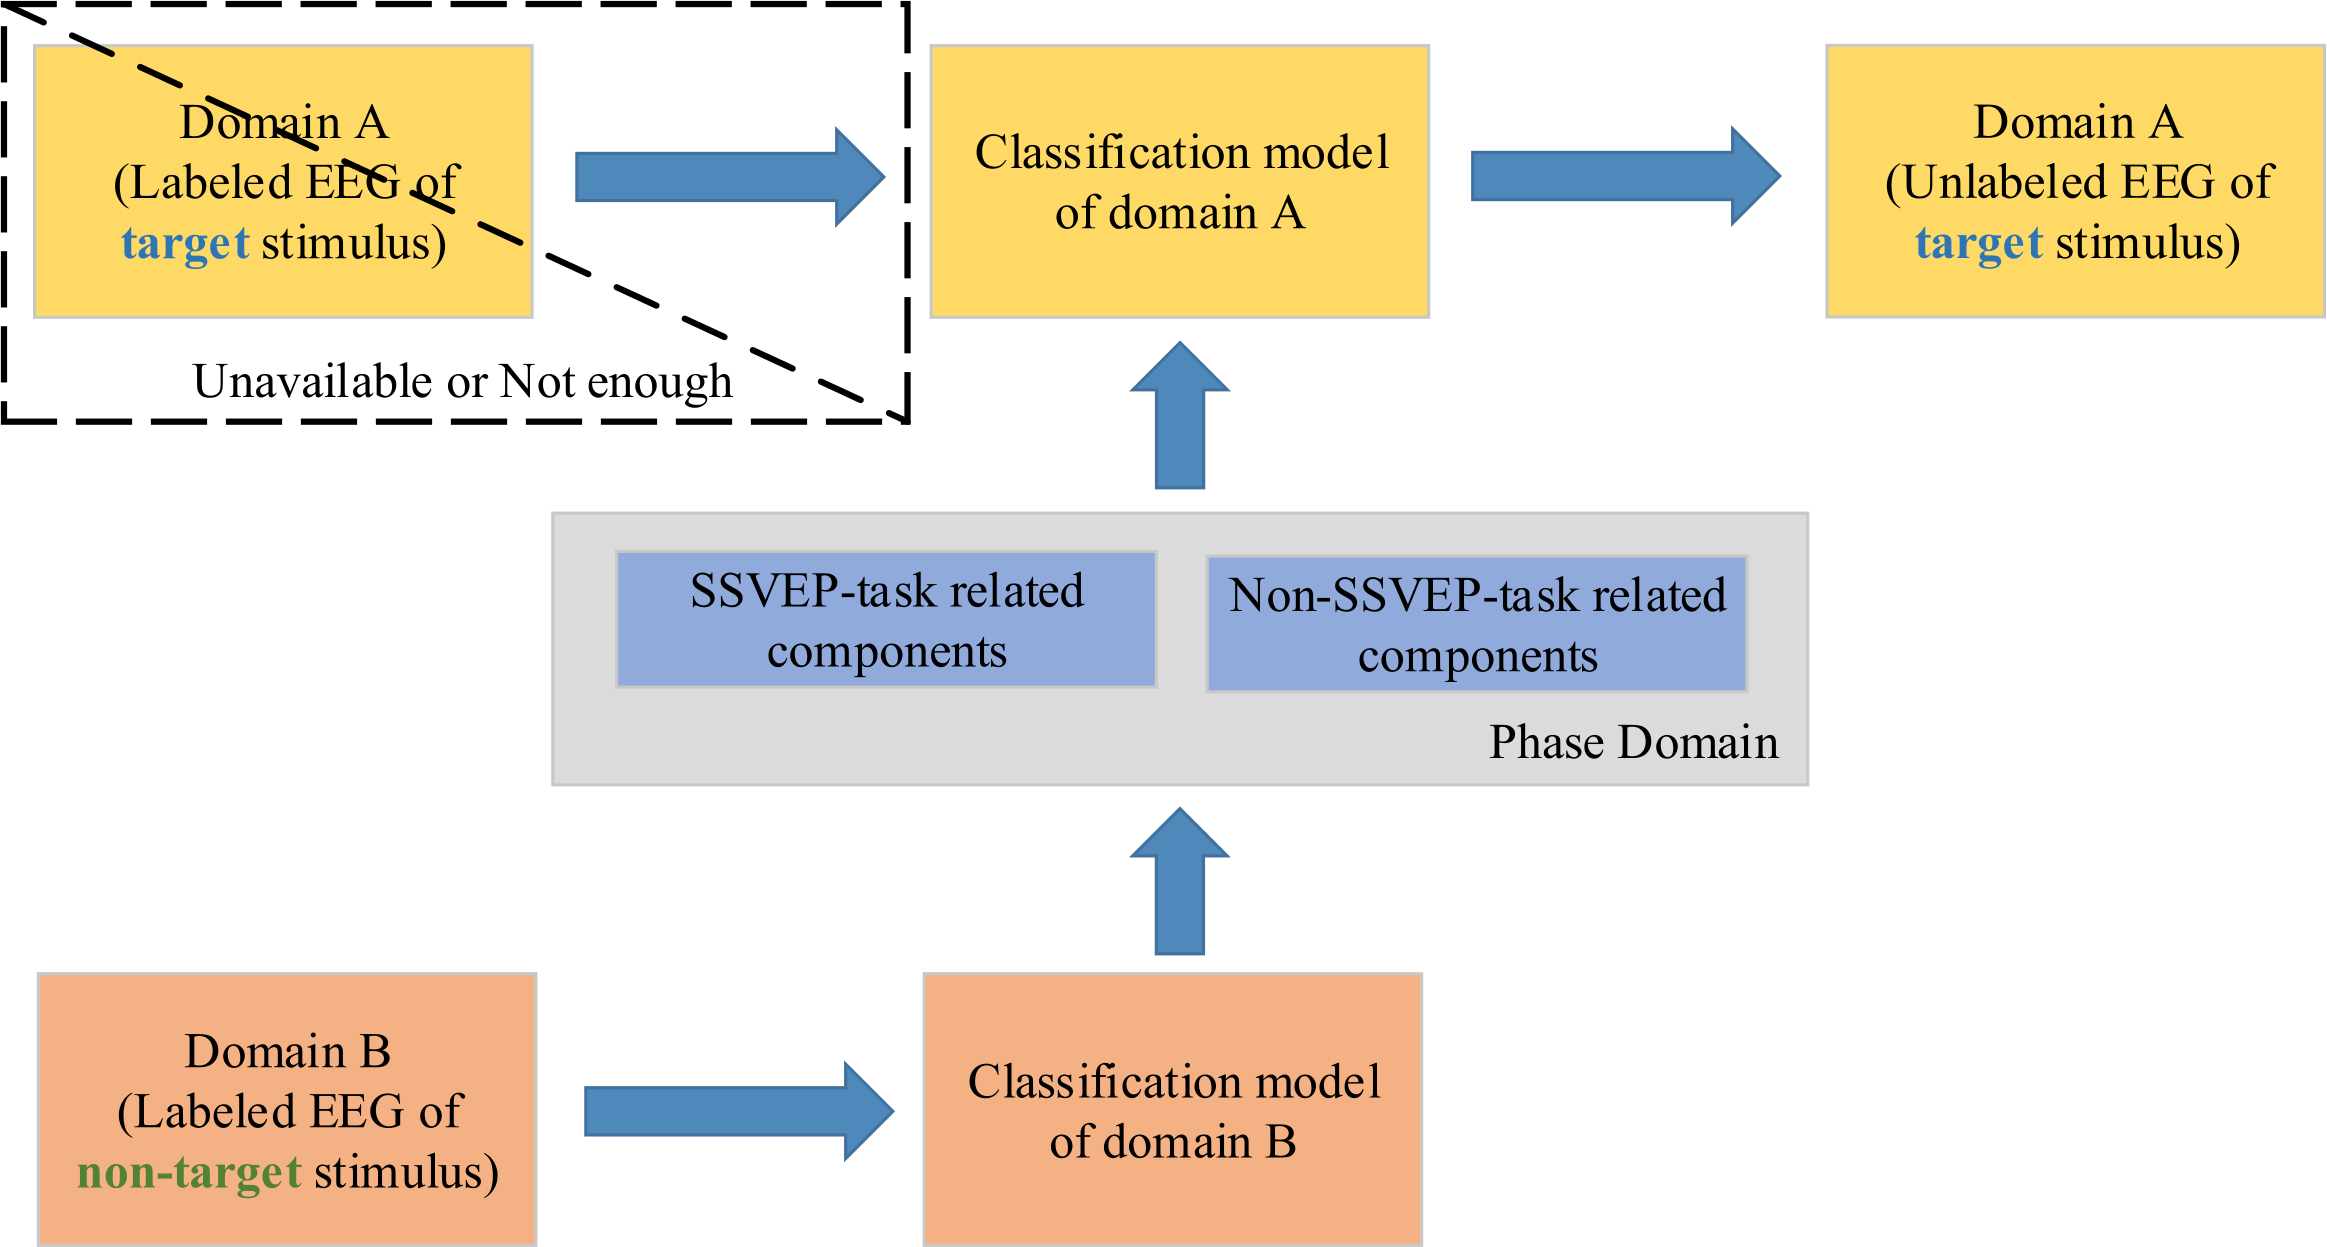 Domain A
(Labeled EEG of
target stimulus)
Unavailable or Not enough
Classification model
of domain A
Domain A
(Unlabeled EEG of
target stimulus)
SSVEP-task related
components
Non-SSVEP-task related
components
Phase Domain
Domain B
(Labeled EEG of
non-target stimulus)
Classification model
of domain B